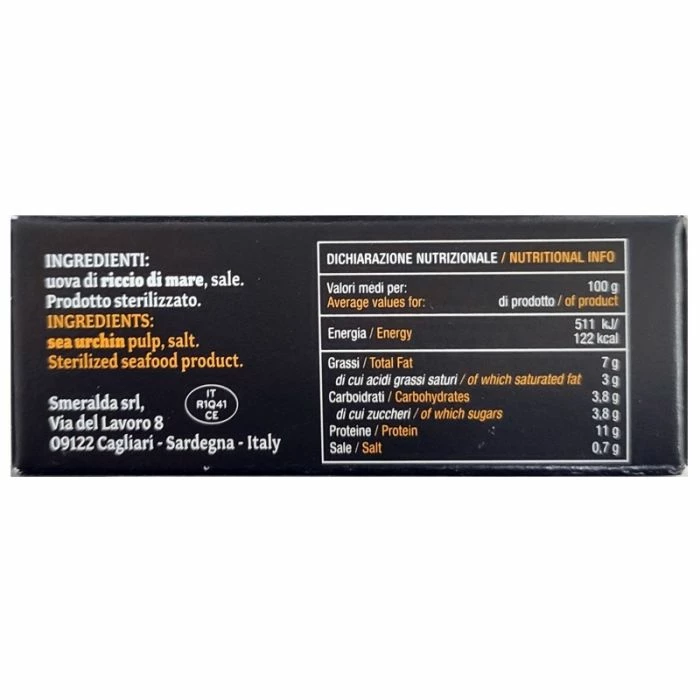 INGREDIENTI:
uova di riccio di mare, sale.
Prodotto sterilizzato.
INGREDIENTS:
sea urchin pulp, salt.
Sterilized seafood product.
Smeralda srl,
Via del Lavoro 8
09122 Cagliari - Sardegna - Italy
IT
R1Q41
CE
DICHIARAZIONE NUTRIZIONALE / NUTRITIONAL INFO
Valori medi per: 100 g
Average values for: di prodotto / of product
Energia / Energy 511 kJ/
122 kcal
Grassi / Total Fat 7 g
di cui acidi grassi saturi / of which saturated fat 3 g
Carboidrati / Carbohydrates 3,8 g
di cui zuccheri / of which sugars 3,8 g
Proteine / Protein 11 g
Sale / Salt 0,7 g